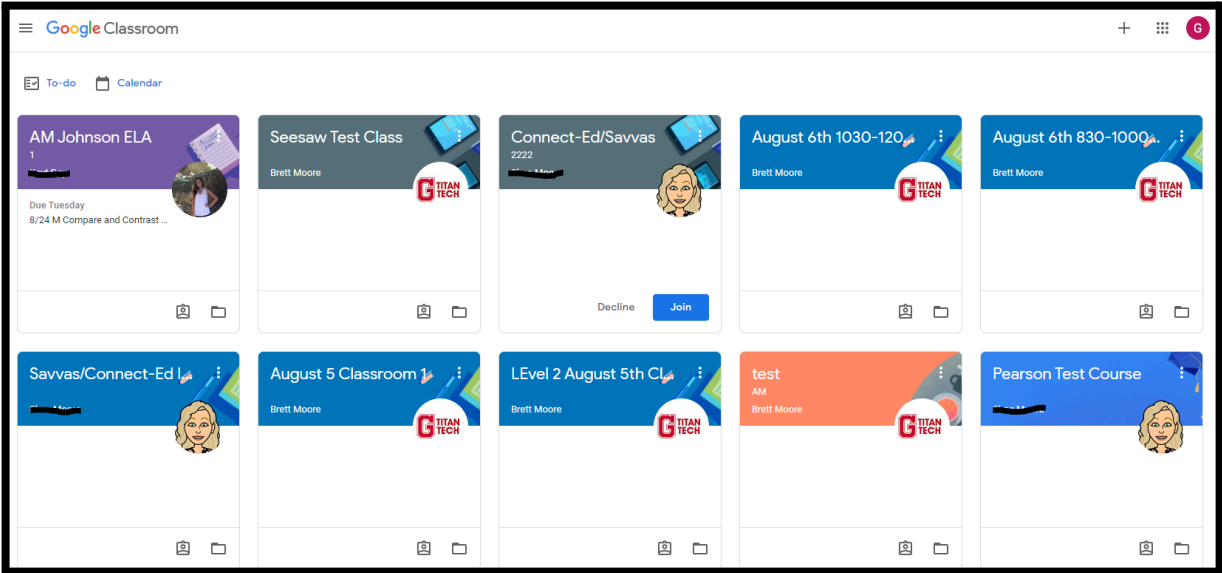 Google Classroom
G
To-do Calendar
AM Johnson ELA
1
Due Tuesday
8/24 M Compare and Contrast ...
Seesaw Test Class
Brett Moore
G TITAN TECH
Connect-Ed/Savvas
2222
Decline Join
August 6th 1030-120
Brett Moore
G TITAN TECH
August 6th 830-1000...
Brett Moore
G TITAN TECH
Savvas/Connect-Ed
August 5 Classroom 1
Brett Moore
G TITAN TECH
LEvel 2 August 5th Cl
Brett Moore
G TITAN TECH
test
AM
Brett Moore
G TITAN TECH
Pearson Test Course